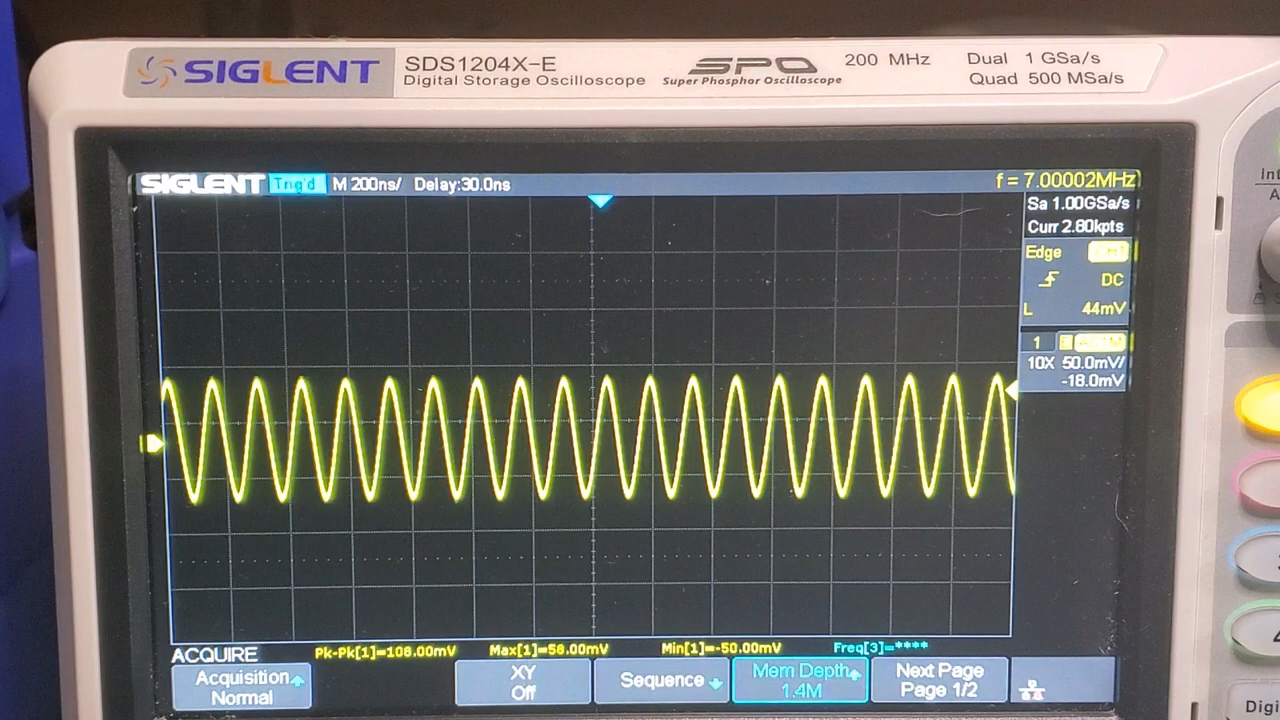 SIGLENT SDS1204X-E SPO 200 MHz Dual 1 GSa/s
Digital Storage Oscilloscope Super Phosphor Oscilloscope Quad 500 MSa/s
SIGLENT Trig'd M 200ns/ Delay:30.0ns f = 7.00002MHz
Sa 1.00GSa/s
Curr 2.80kpts
Edge CH1
DC
L 44mV
1
10X 50.0mV/
-18.0mV
ACQUIRE Pk-Pk[1]=106.00mV Max[1]=56.00mV Min[1]=-50.00mV Freq[3]=****
Acquisition
Normal
XY
Off
Sequence
Mem Depth
1.4M
Next Page
Page 1/2